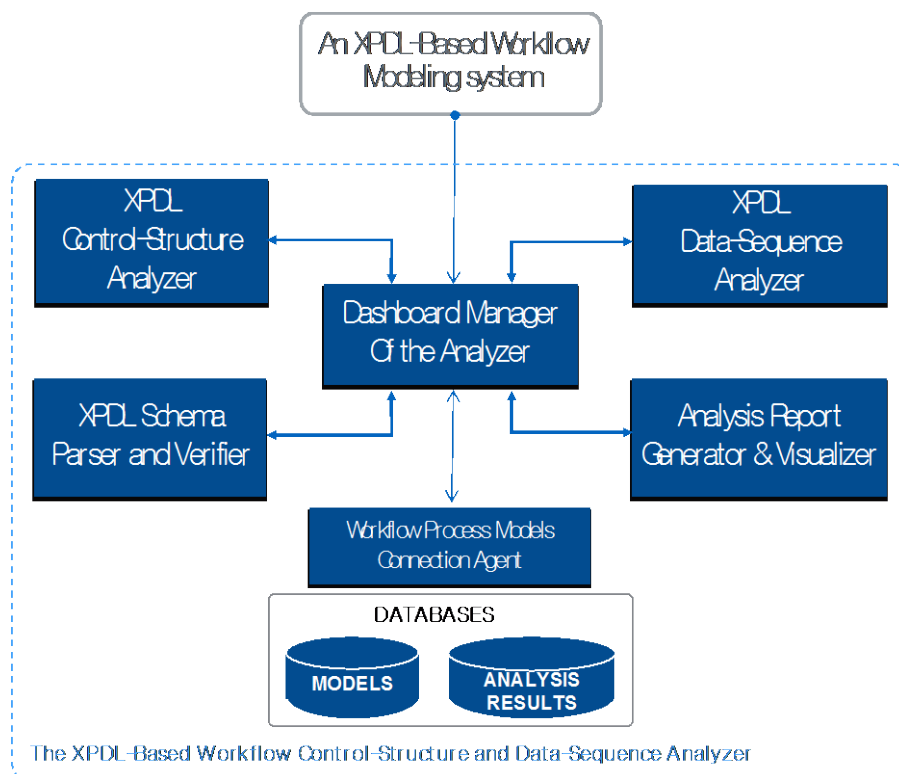 An XPDL-Based Workflow
Modeling system
XPDL
Control-Structure
Analyzer
XPDL
Data-Sequence
Analyzer
Dashboard Manager
Of the Analyzer
XPDL Schema
Parser and Verifier
Analysis Report
Generator & Visualizer
Workflow Process Models
Connection Agent
DATABASES
MODELS
ANALYSIS
RESULTS
The XPDL-Based Workflow Control-Structure and Data-Sequence Analyzer